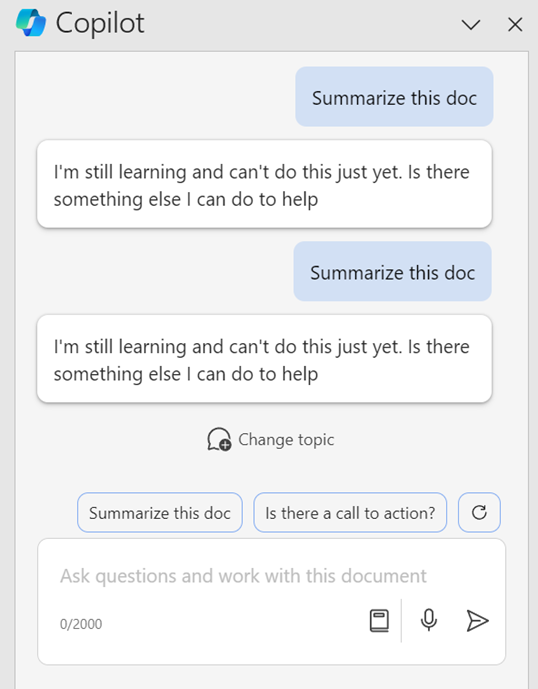 Copilot
Summarize this doc
I'm still learning and can't do this just yet. Is there
something else I can do to help
Summarize this doc
I'm still learning and can't do this just yet. Is there
something else I can do to help
Change topic
Summarize this doc
Is there a call to action?
Ask questions and work with this document
0/2000